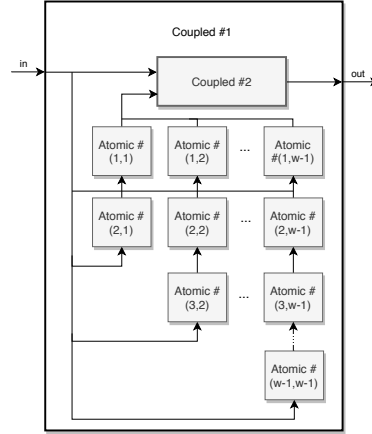 Coupled #1
in
out
Coupled #2
Atomic #
(1,1)
Atomic #
(1,2)
...
Atomic
#(1,w-1)
Atomic #
(2,1)
Atomic #
(2,2)
...
Atomic #
(2,w-1)
Atomic #
(3,2)
...
Atomic #
(3,w-1)
Atomic #
(w-1,w-1)